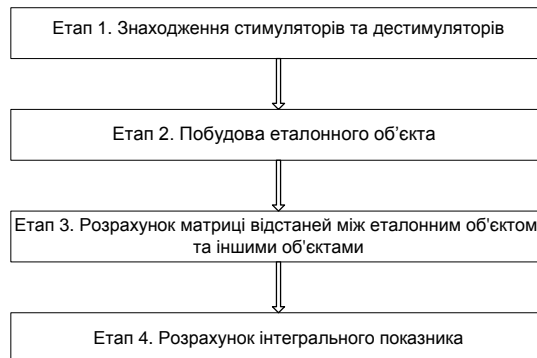 Етап 1. Знаходження стимуляторів та дестимуляторів
Етап 2. Побудова еталонного об’єкта
Етап 3. Розрахунок матриці відстаней між еталонним об'єктом
та іншими об'єктами
Етап 4. Розрахунок інтегрального показника